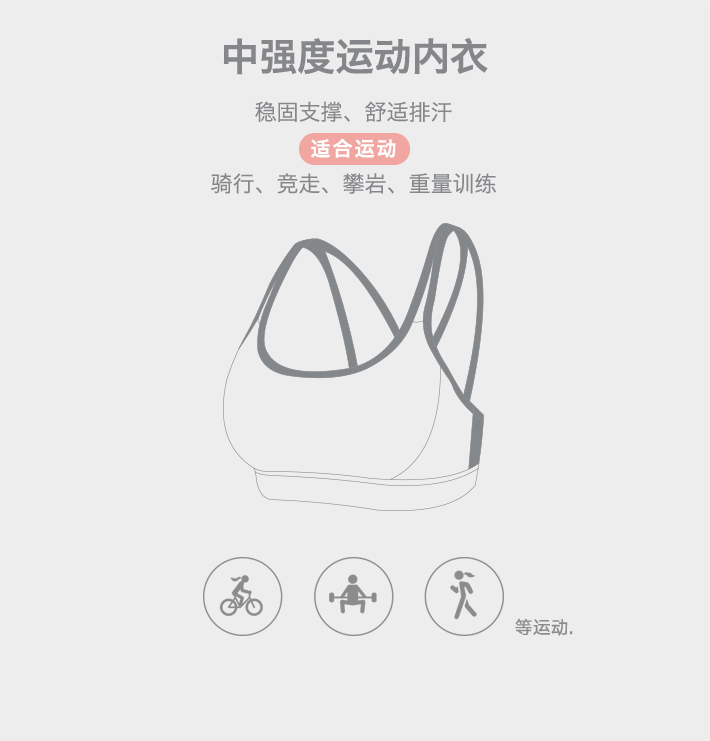 中强度运动内衣
稳固支撑、舒适排汗
适合运动
骑行、竞走、攀岩、重量训练
等运动.